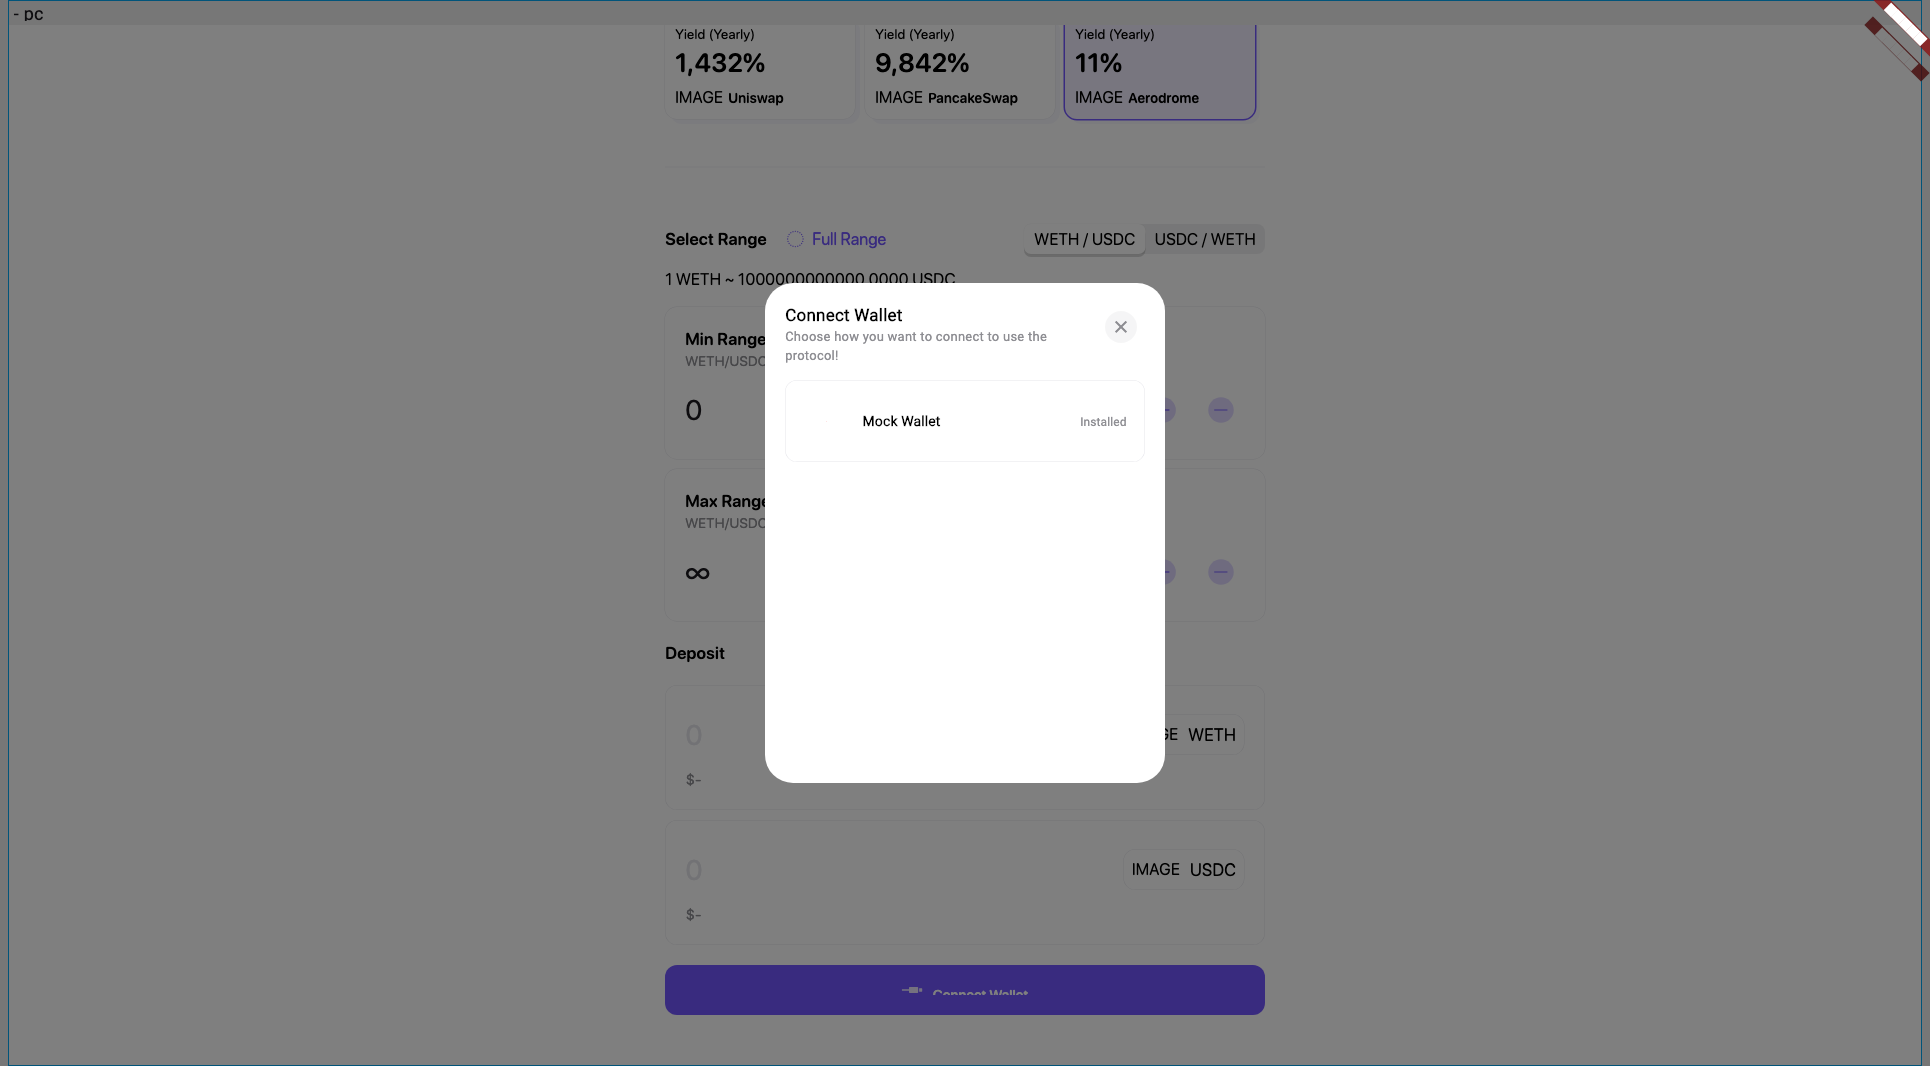 - pc
Yield (Yearly)
1,432%
IMAGE Uniswap
Yield (Yearly)
9,842%
IMAGE PancakeSwap
Yield (Yearly)
11%
IMAGE Aerodrome
Select Range Full Range WETH / USDC USDC / WETH
1 WETH ~ 1000000000000.0000 USDC
Connect Wallet
Choose how you want to connect to use the
protocol!
Mock Wallet Installed
Min Range
WETH/USDC
0
Max Range
WETH/USDC
∞
Deposit
0
WETH
$-
0
IMAGE USDC
$-
Connect Wallet